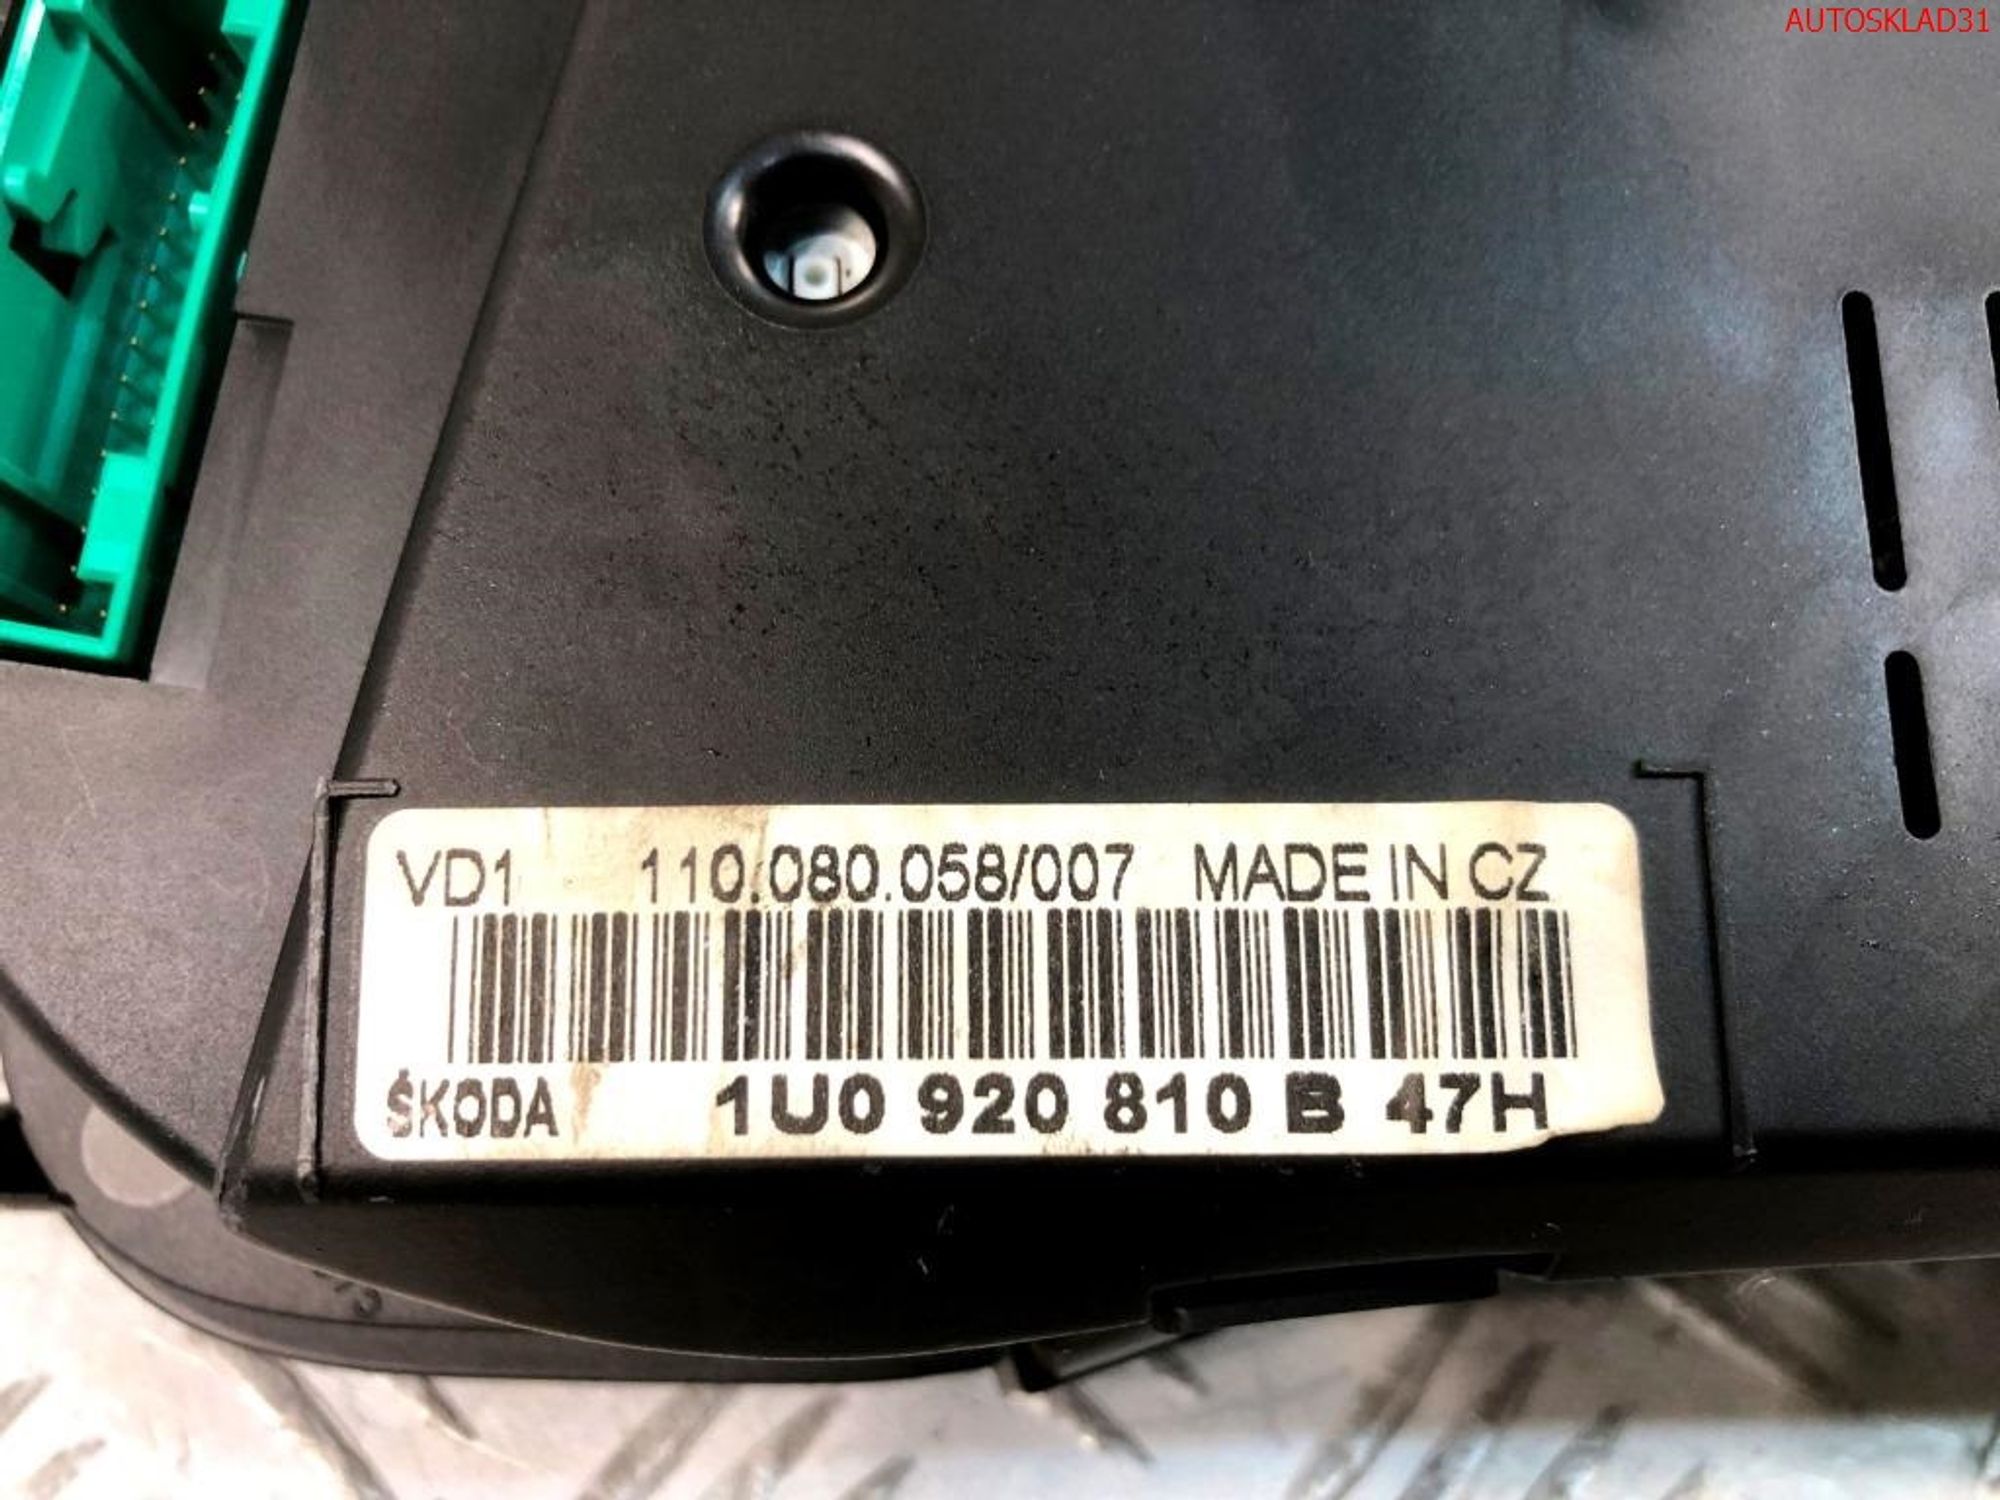 AUTOSKLAD31
VD1 110.080.058/007 MADE IN CZ
ŠKODA 1U0 920 810 B 47H